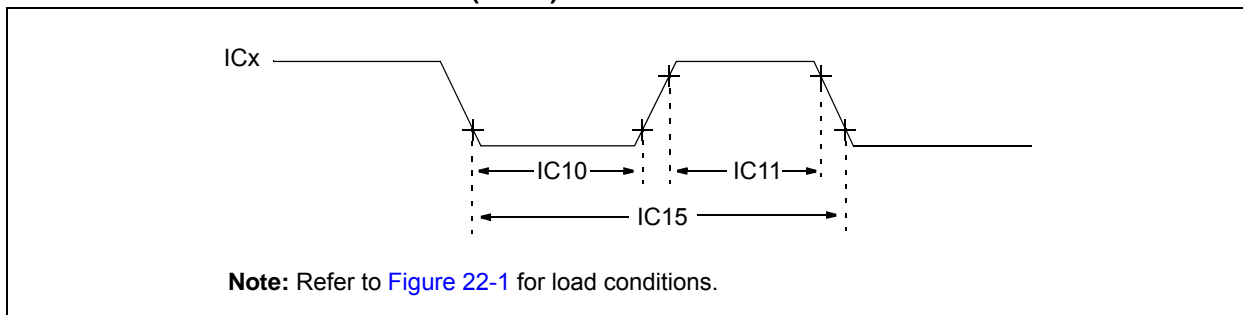 ICx
IC10
IC11
IC15
Note: Refer to Figure 22-1 for load conditions.